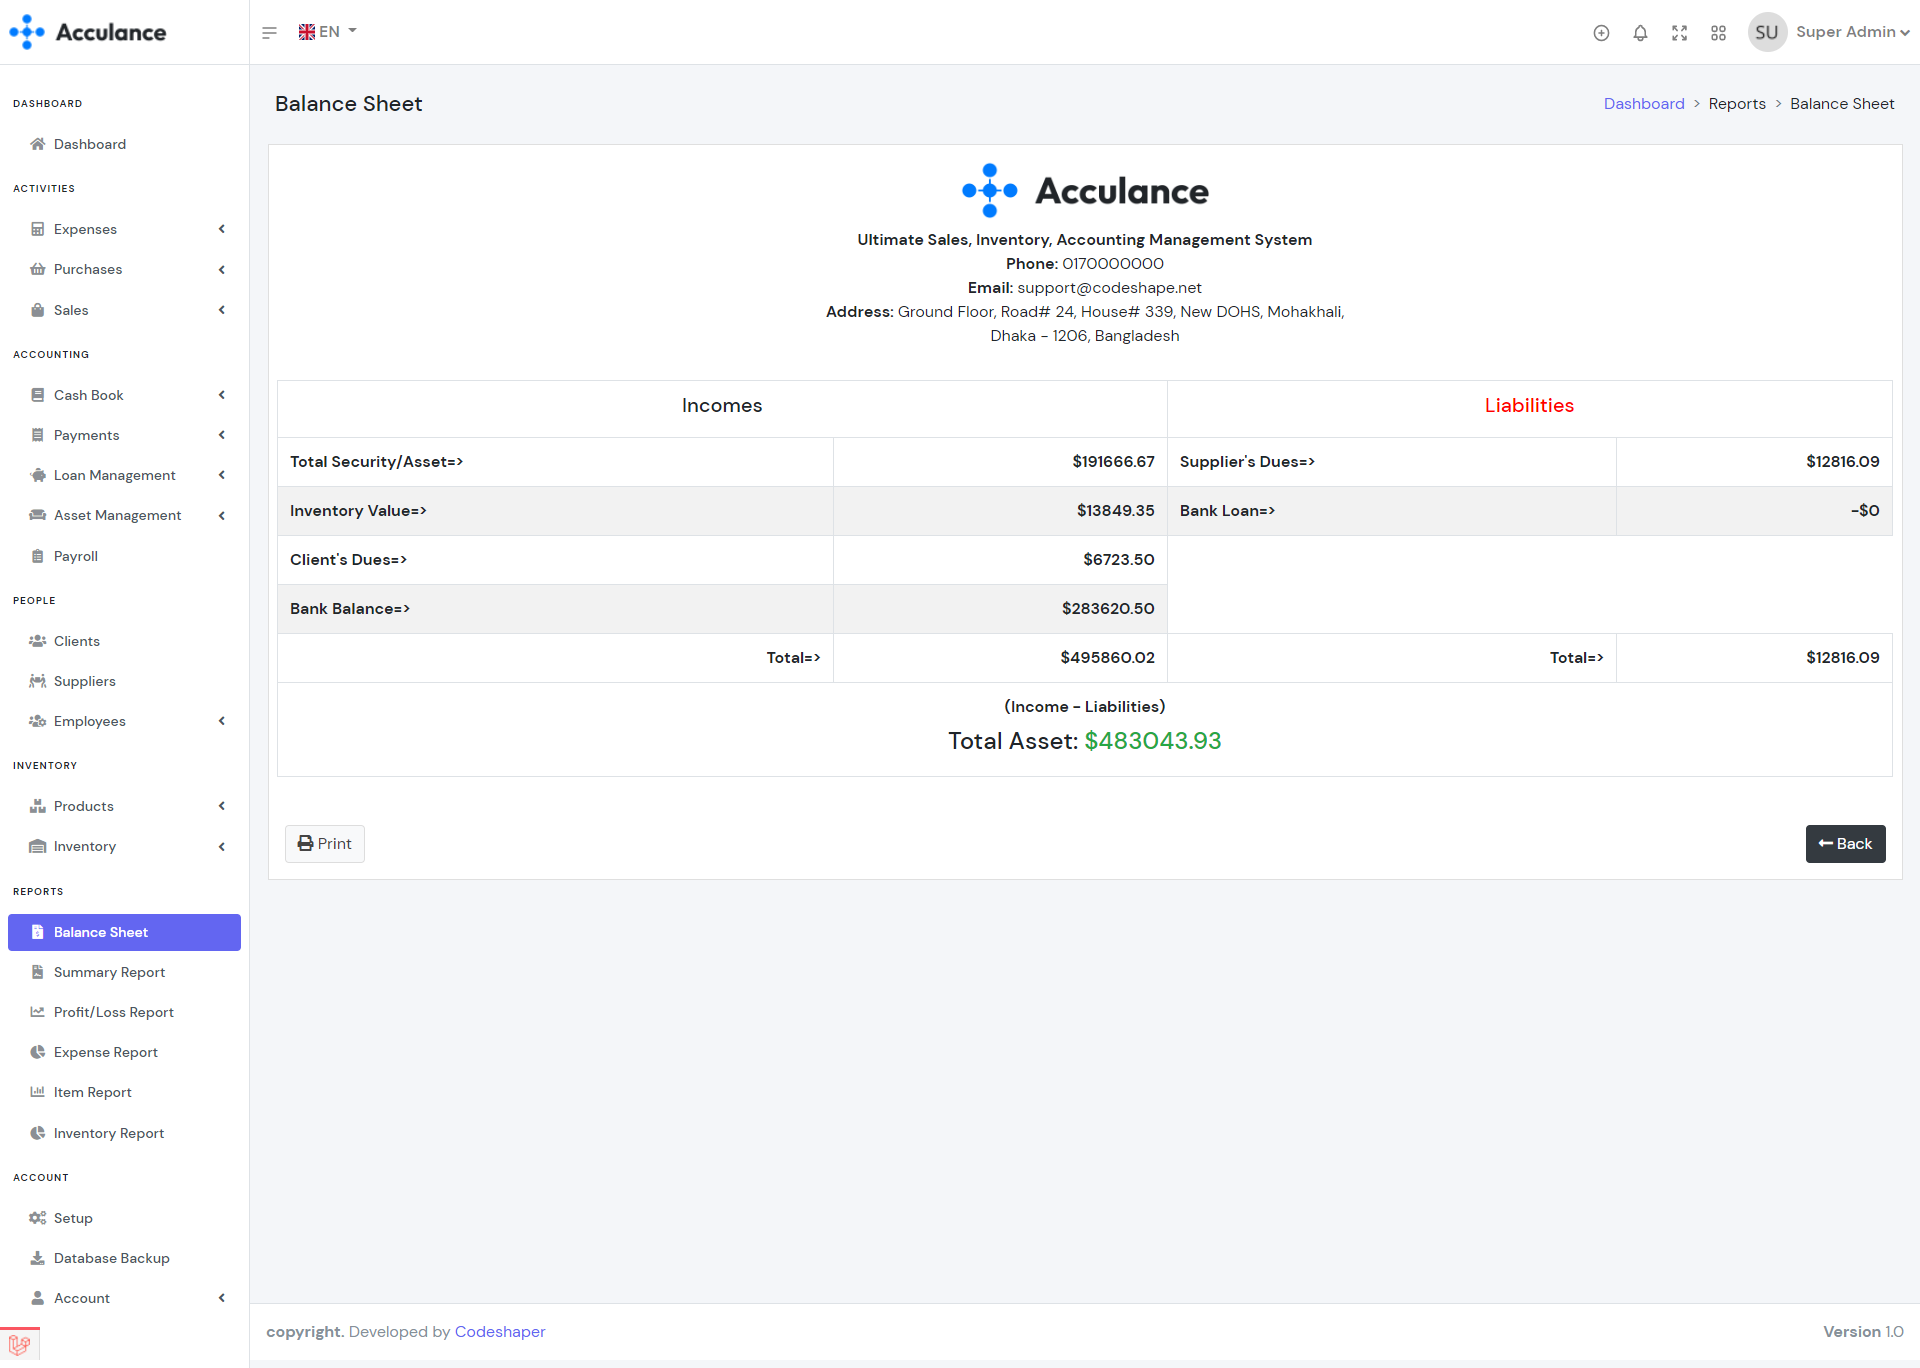 Acculance
EN
SU Super Admin
DASHBOARD
Dashboard
ACTIVITIES
Expenses
Purchases
Sales
ACCOUNTING
Cash Book
Payments
Loan Management
Asset Management
Payroll
PEOPLE
Clients
Suppliers
Employees
INVENTORY
Products
Inventory
REPORTS
Balance Sheet
Summary Report
Profit/Loss Report
Expense Report
Item Report
Inventory Report
ACCOUNT
Setup
Database Backup
Account
Balance Sheet
Dashboard > Reports > Balance Sheet
Acculance
Ultimate Sales, Inventory, Accounting Management System
Phone: 0170000000
Email: support@codeshape.net
Address: Ground Floor, Road# 24, House# 339, New DOHS, Mohakhali,
Dhaka - 1206, Bangladesh
Incomes Liabilities
Total Security/Asset=> $191666.67 Supplier's Dues=> $12816.09
Inventory Value=> $13849.35 Bank Loan=> -$0
Client's Dues=> $6723.50
Bank Balance=> $283620.50
Total=> $495860.02 Total=> $12816.09
(Income - Liabilities)
Total Asset: $483043.93
Print
Back
copyright. Developed by Codeshaper
Version 1.0